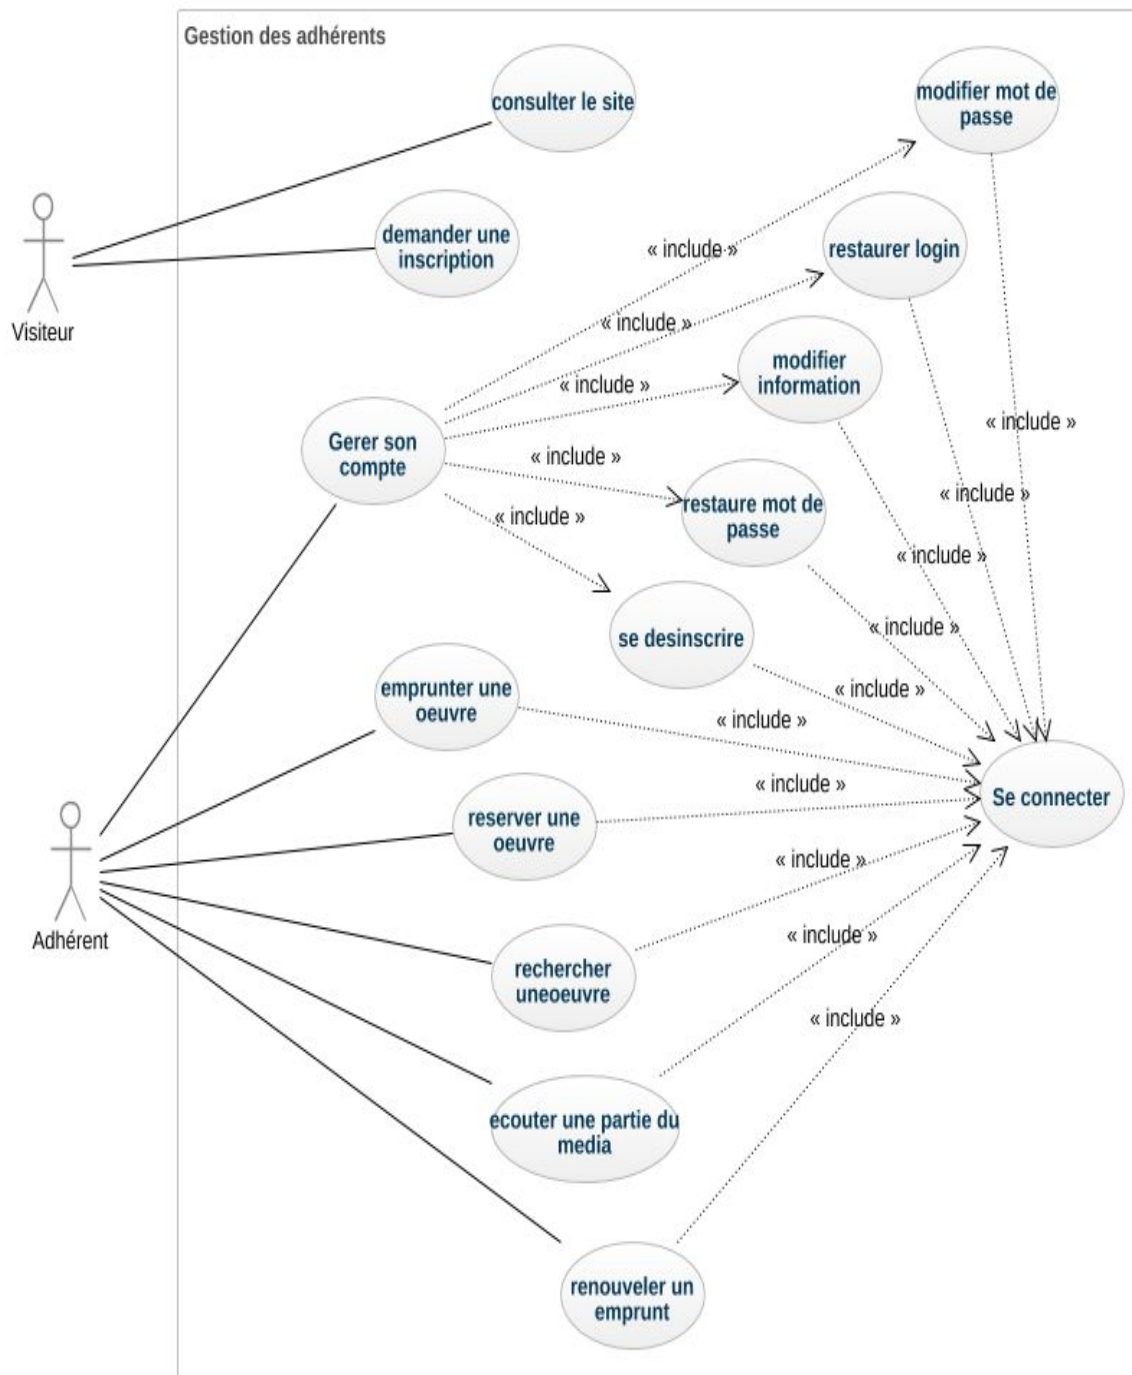 Gestion des adhérents
consulter le site
modifier mot de
passe
demander une
inscription
restaurer login
Visiteur
« include »
« include »
modifier
information
« include »
Gerer son
compte
« include »
« include »
restaure mot de
passe
« include »
« include »
« include »
« include »
se desinscrire
« include »
emprunter une
oeuvre
« include »
reserver une
oeuvre
« include »
Se connecter
« include »
Adhérent
« include »
rechercher
uneoeuvre
« include »
ecouter une partie du
media
renouveler un
emprunt